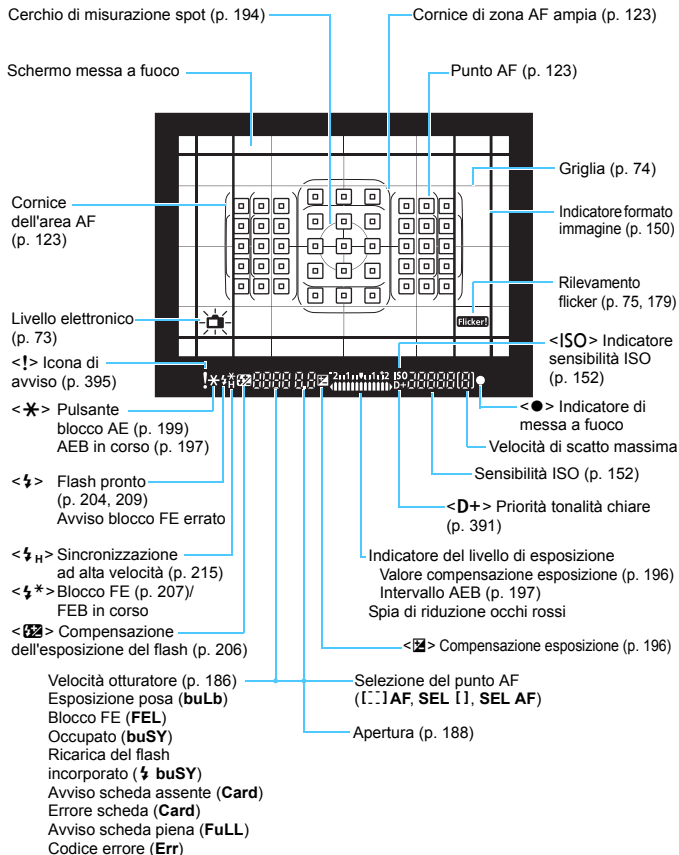 Cerchio di misurazione spot (p. 194)
Cornice di zona AF ampia (p. 123)
Schermo messa a fuoco
Punto AF (p. 123)
Griglia (p. 74)
Cornice
dell'area AF
(p. 123)
Indicatore formato
immagine (p. 150)
Rilevamento
flicker (p. 75, 179)
Flicker!
Livello elettronico
(p. 73)
<ISO> Indicatore
sensibilità ISO
(p. 152)
<!> Icona di
avviso (p. 395)
<●> Indicatore di
messa a fuoco
<✱> Pulsante
blocco AE (p. 199)
AEB in corso (p. 197)
Velocità di scatto massima
Sensibilità ISO (p. 152)
<⚡> Flash pronto
(p. 204, 209)
Avviso blocco FE errato
<D+> Priorità tonalità chiare
(p. 391)
<⚡H> Sincronizzazione
ad alta velocità (p. 215)
<⚡*> Blocco FE (p. 207)/
FEB in corso
Indicatore del livello di esposizione
Valore compensazione esposizione (p. 196)
Intervallo AEB (p. 197)
Spia di riduzione occhi rossi
< > Compensazione
dell'esposizione del flash (p. 206)
< > Compensazione esposizione (p. 196)
Velocità otturatore (p. 186)
Esposizione posa (buLb)
Blocco FE (FEL)
Occupato (buSY)
Ricarica del flash
incorporato (⚡ buSY)
Avviso scheda assente (Card)
Errore scheda (Card)
Avviso scheda piena (FuLL)
Codice errore (Err)
Selezione del punto AF
([ ] AF, SEL [ ], SEL AF)
Apertura (p. 188)